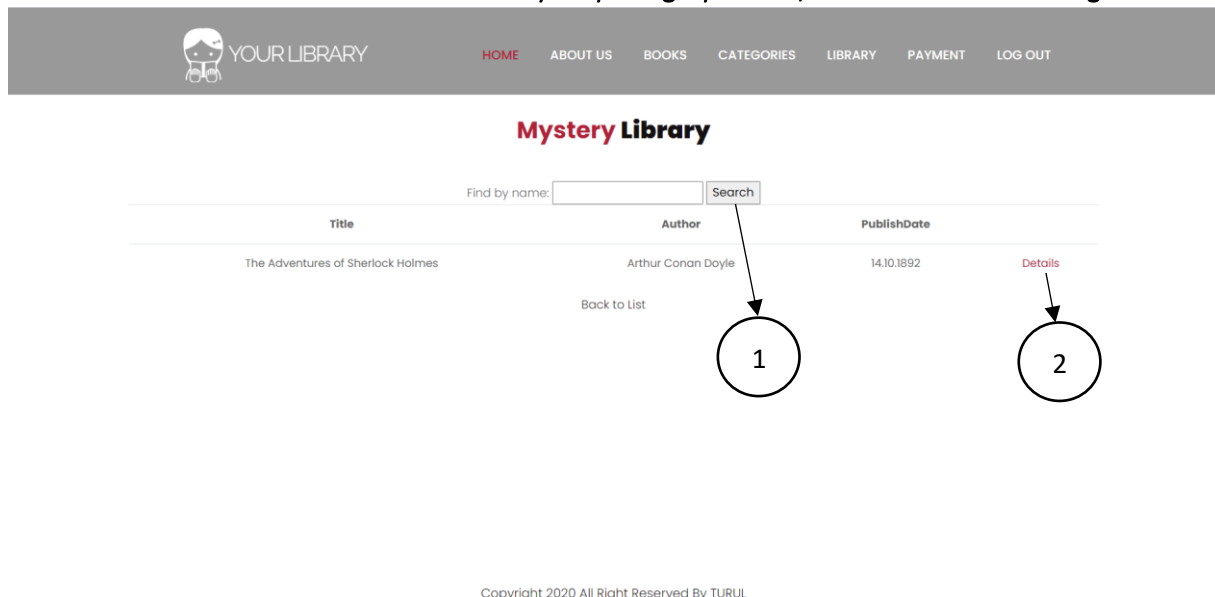 YOUR LIBRARY HOME ABOUT US BOOKS CATEGORIES LIBRARY PAYMENT LOG OUT
Mystery Library
Find by name: Search
Title Author PublishDate
The Adventures of Sherlock Holmes Arthur Conan Doyle 14.10.1892 Details
Back to List
1 2
Copyright 2020 All Right Reserved By TURUL